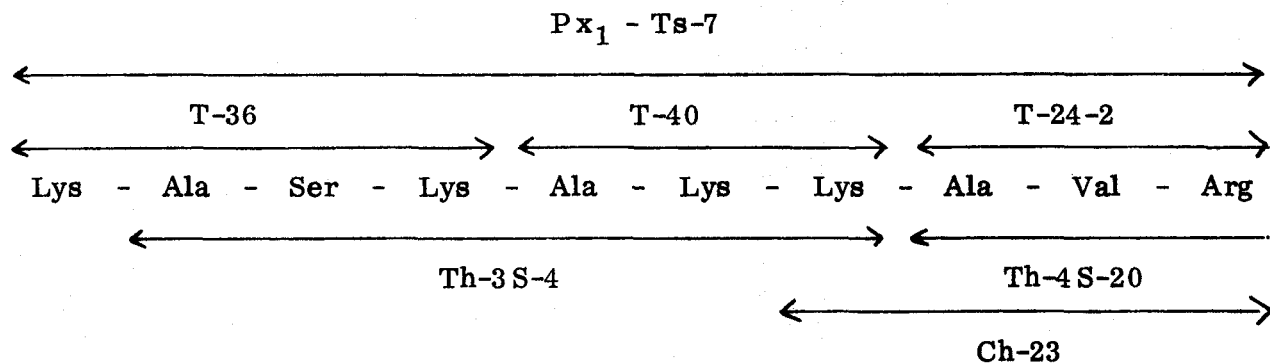 Px₁ - Ts-7
T-36 T-40 T-24-2
Lys - Ala - Ser - Lys - Ala - Lys - Lys - Ala - Val - Arg
Th-3 S-4 Th-4 S-20
Ch-23